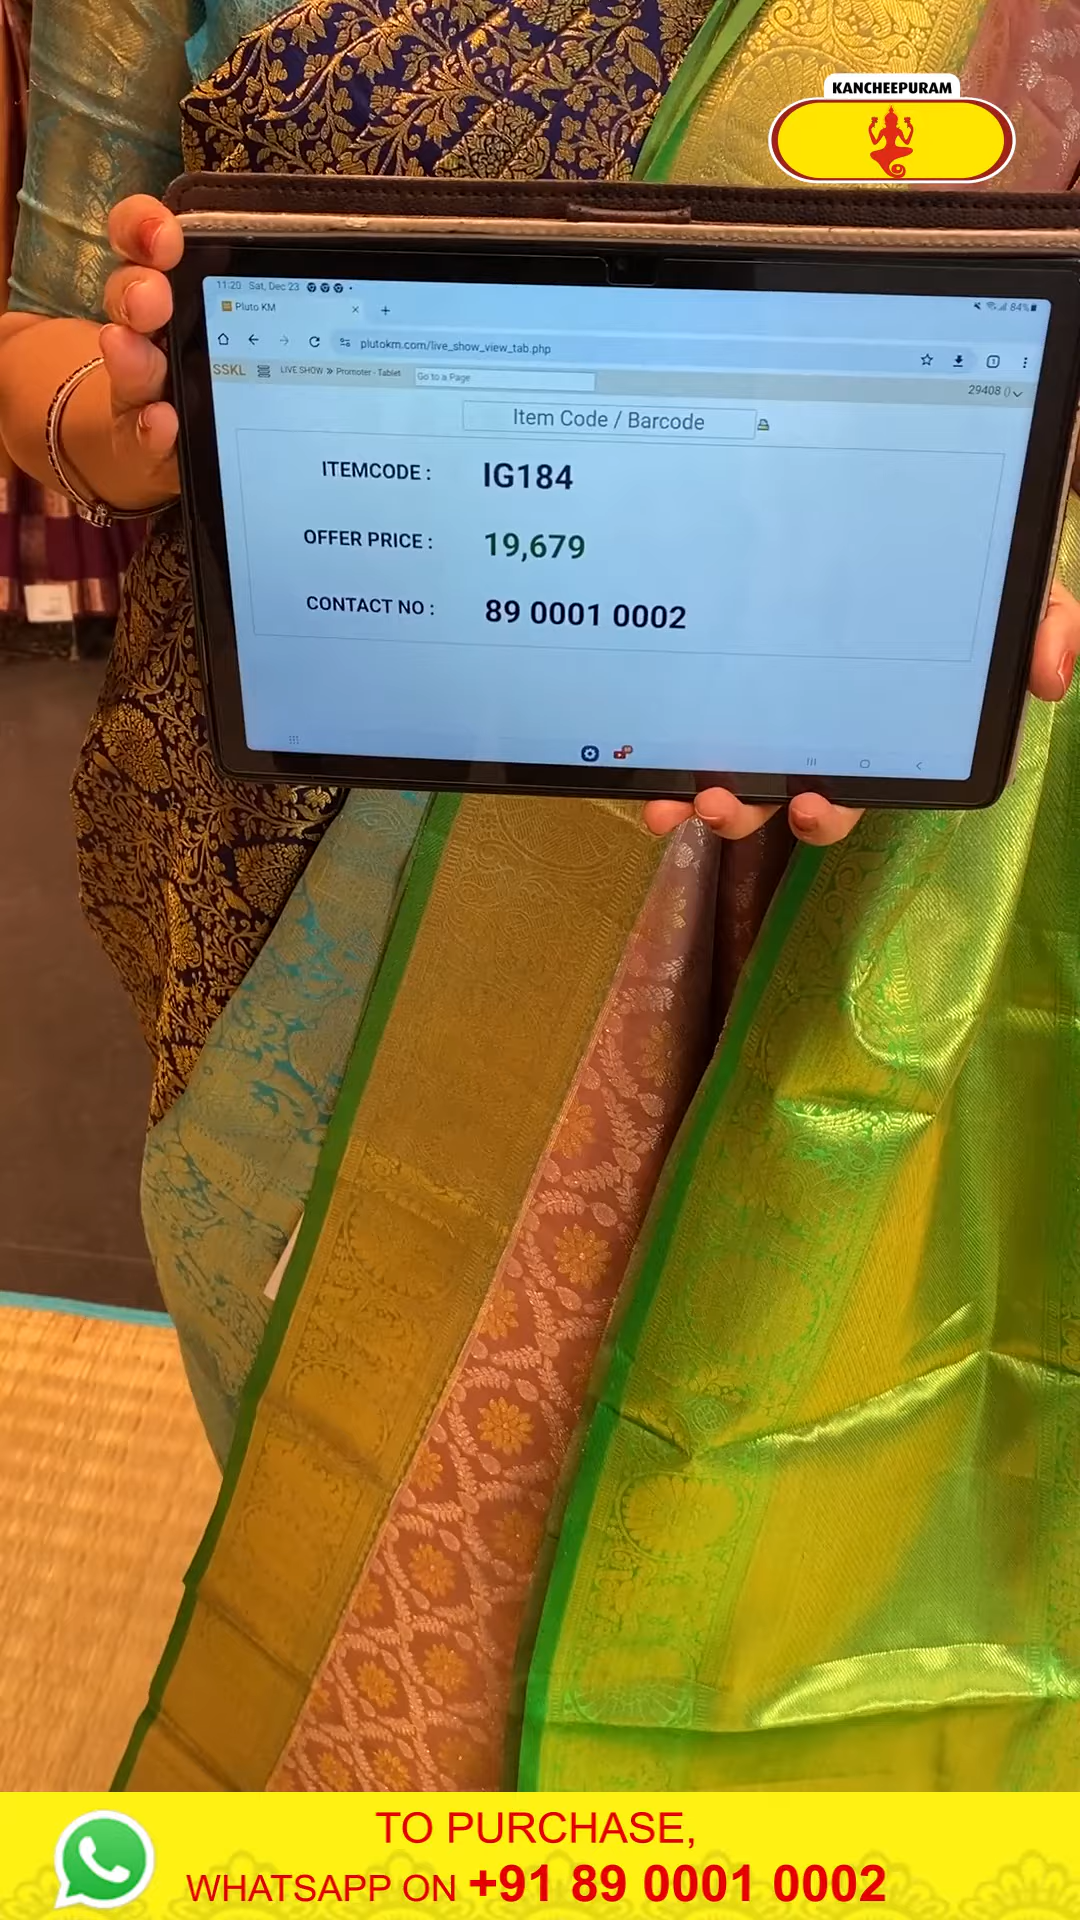 KANCHEEPURAM
11:20 Sat, Dec 23
84%
Pluto KM
plutokm.com/live_show_view_tab.php
SSKL
LIVE SHOW » Promoter - Tablet
Go to a Page
29408 ()
Item Code / Barcode
ITEMCODE : IG184
OFFER PRICE : 19,679
CONTACT NO : 89 0001 0002
TO PURCHASE,
WHATSAPP ON +91 89 0001 0002